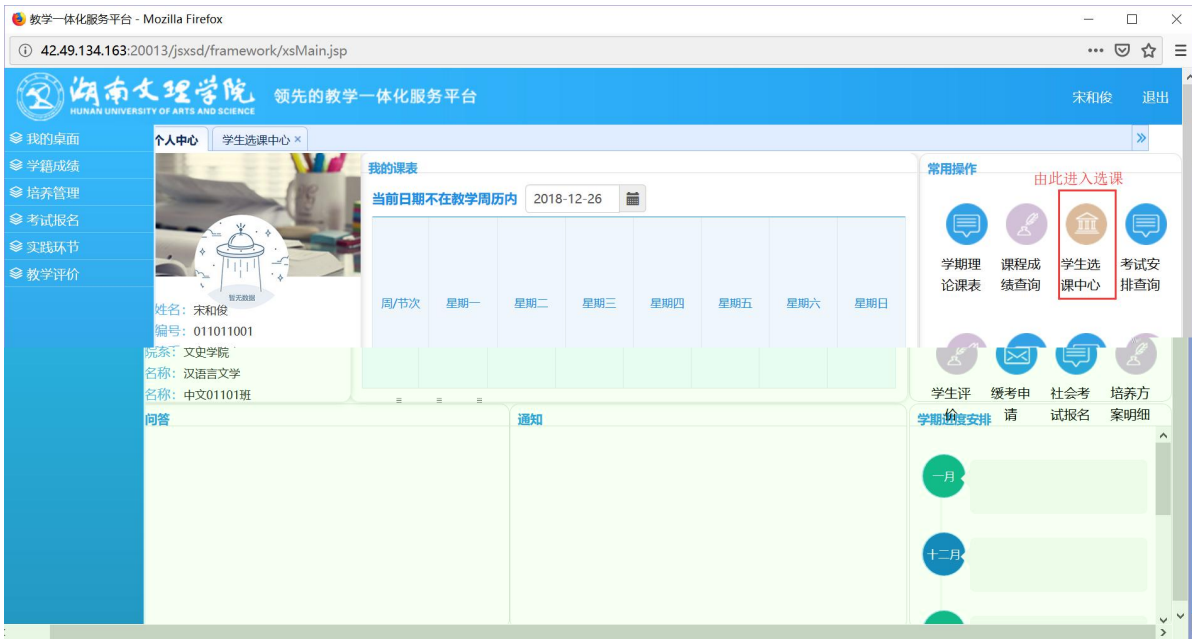 教学一体化服务平台 - Mozilla Firefox
42.49.134.163:20013/jsxsd/framework/xsMain.jsp
湖南文理学院
HUNAN UNIVERSITY OF ARTS AND SCIENCE
领先的教学一体化服务平台
宋和俊 退出
我的桌面
学籍成绩
培养管理
考试报名
实践环节
教学评价
个人中心 学生选课中心 ×
暂无数据
姓名：宋和俊
编号：011011001
院系：文史学院
名称：汉语言文学
名称：中文01101班
我的课表
当前日期不在教学周历内 2018-12-26
周/节次 星期一 星期二 星期三 星期四 星期五 星期六 星期日
常用操作
由此进入选课
学期理论课表
课程成绩查询
学生选课中心
考试安排查询
学生评价
缓考申请
社会考试报名
培养方案明细
问答
通知
学期进度安排
一月
十二月